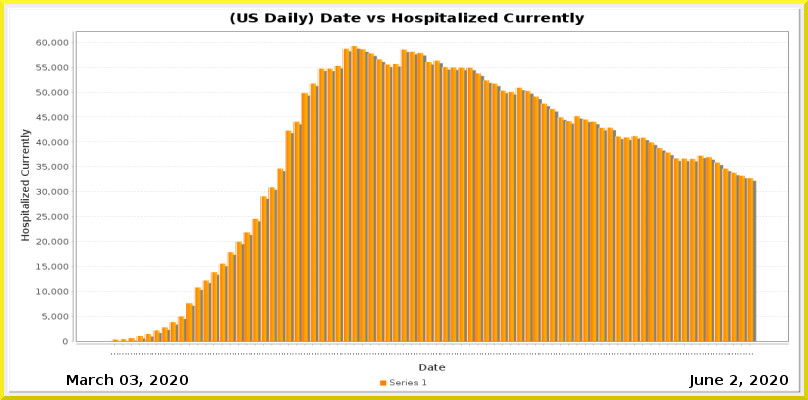 (US Daily) Date vs Hospitalized Currently
60,000
55,000
50,000
45,000
40,000
35,000
30,000
25,000
20,000
15,000
10,000
5,000
0
Hospitalized Currently
Date
March 03, 2020
Series 1
June 2, 2020